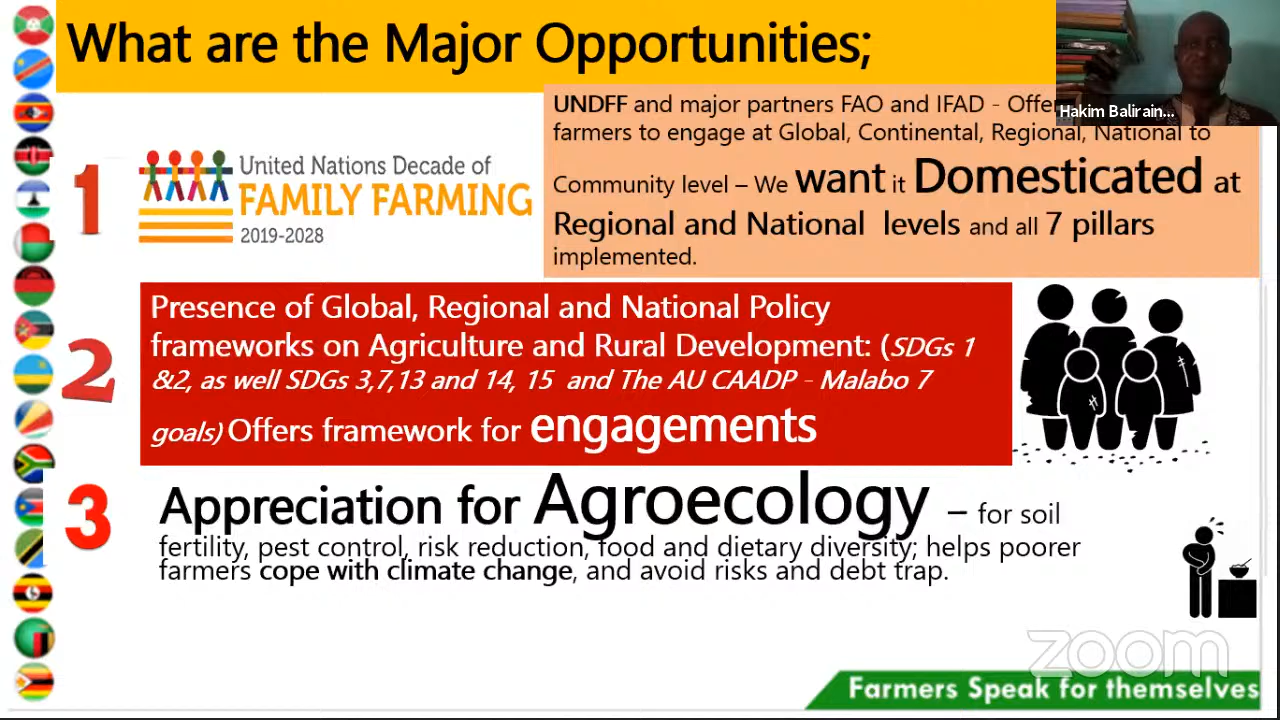 What are the Major Opportunities;
Hakim Balirain...
1
United Nations Decade of
FAMILY FARMING
2019-2028
UNDFF and major partners FAO and IFAD - Offer
farmers to engage at Global, Continental, Regional, National to
Community level – We want it Domesticated at
Regional and National levels and all 7 pillars
implemented.
2
Presence of Global, Regional and National Policy
frameworks on Agriculture and Rural Development: (SDGs 1
&2, as well SDGs 3,7,13 and 14, 15 and The AU CAADP - Malabo 7
goals) Offers framework for engagements
3
Appreciation for Agroecology – for soil
fertility, pest control, risk reduction, food and dietary diversity; helps poorer
farmers cope with climate change, and avoid risks and debt trap.
zoom
Farmers Speak for themselves